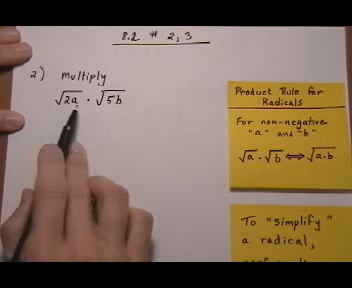 8.2 # 2, 3
2) multiply
√2a · √5b
Product Rule for
Radicals
For non-negative
"a" and "b"
√a · √b ⟺ √a·b
To "simplify"
a radical,